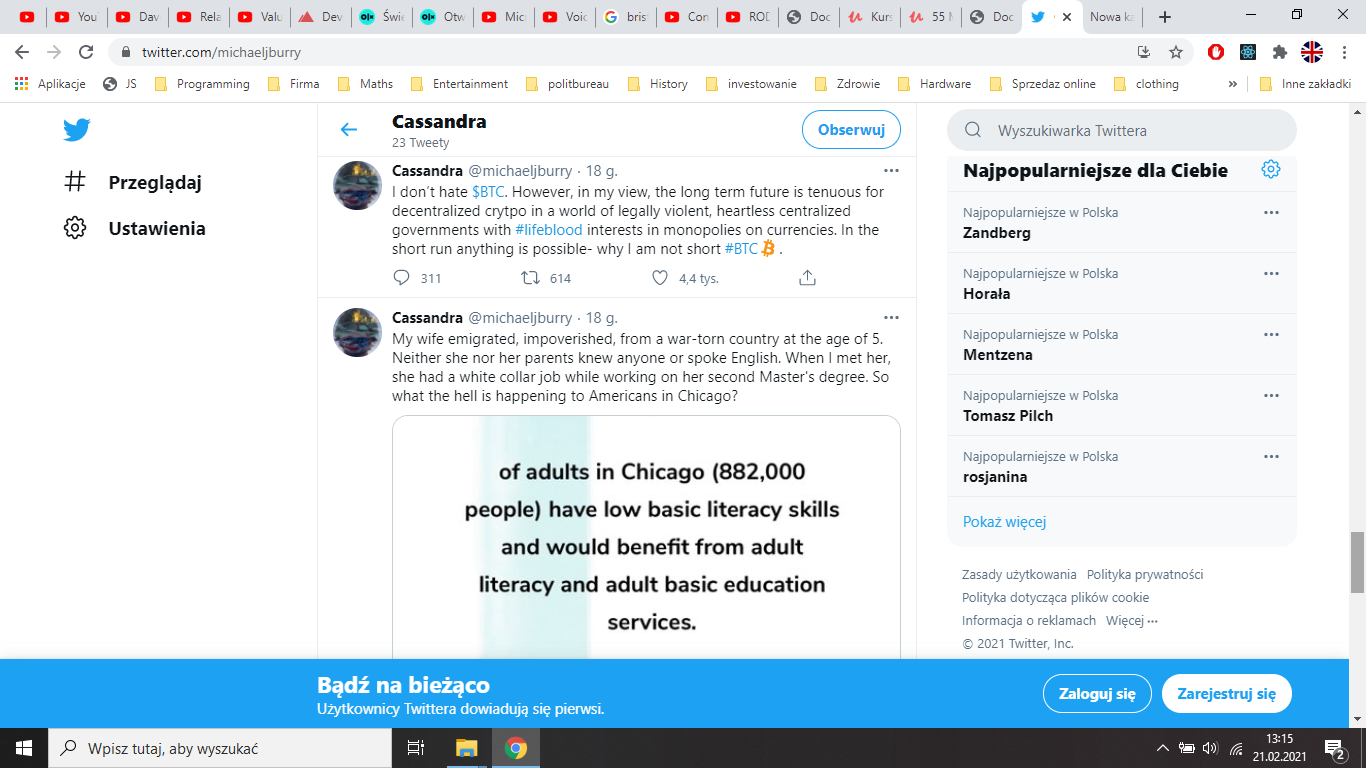 You
Dav
Rela
Valu
Dev
Świe
Otw
Micr
Voic
bris
Con
ROD
Doc
Kurs
55 M
Doc
Nowa ka
twitter.com/michaeljburry
Aplikacje JS Programming Firma Maths Entertainment politbureau History investowanie Zdrowie Hardware Sprzedaz online clothing » Inne zakładki
Przeglądaj
Ustawienia
Cassandra
23 Tweety
Obserwuj
Cassandra @michaeljburry · 18 g.
I don't hate $BTC. However, in my view, the long term future is tenuous for
decentralized crytpo in a world of legally violent, heartless centralized
governments with #lifeblood interests in monopolies on currencies. In the
short run anything is possible- why I am not short #BTC .
311 614 4,4 tys.
Cassandra @michaeljburry · 18 g.
My wife emigrated, impoverished, from a war-torn country at the age of 5.
Neither she nor her parents knew anyone or spoke English. When I met her,
she had a white collar job while working on her second Master's degree. So
what the hell is happening to Americans in Chicago?
of adults in Chicago (882,000
people) have low basic literacy skills
and would benefit from adult
literacy and adult basic education
services.
Wyszukiwarka Twittera
Najpopularniejsze dla Ciebie
Najpopularniejsze w Polska
Zandberg
Najpopularniejsze w Polska
Horała
Najpopularniejsze w Polska
Mentzena
Najpopularniejsze w Polska
Tomasz Pilch
Najpopularniejsze w Polska
rosjanina
Pokaż więcej
Zasady użytkowania Polityka prywatności
Polityka dotycząca plików cookie
Informacja o reklamach Więcej ···
© 2021 Twitter, Inc.
Bądź na bieżąco
Użytkownicy Twittera dowiadują się pierwsi.
Zaloguj się
Zarejestruj się
Wpisz tutaj, aby wyszukać
13:15
21.02.2021
2